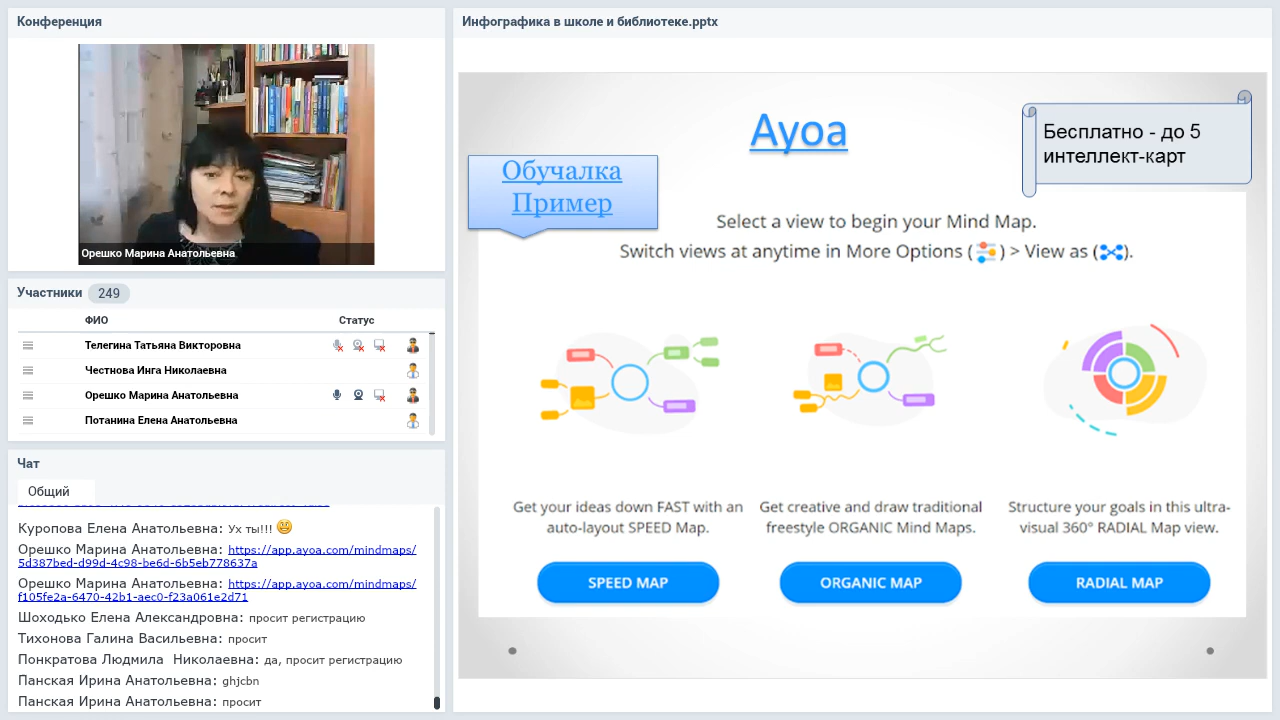 Конференция
Орешко Марина Анатольевна
Участники 249
ФИО Статус
Телегина Татьяна Викторовна
Честнова Инга Николаевна
Орешко Марина Анатольевна
Потанина Елена Анатольевна
Чат
Общий
Куропова Елена Анатольевна: Ух ты!!!
Орешко Марина Анатольевна: https://app.ayoa.com/mindmaps/
5d387bed-d99d-4c98-be6d-6b5eb778637a
Орешко Марина Анатольевна: https://app.ayoa.com/mindmaps/
f105fe2a-6470-42b1-aec0-f23a061e2d71
Шоходько Елена Александровна: просит регистрацию
Тихонова Галина Васильевна: просит
Понкратова Людмила Николаевна: да, просит регистрацию
Панская Ирина Анатольевна: ghjcbn
Панская Ирина Анатольевна: просит
Инфографика в школе и библиотеке.pptx
Ayoa
Бесплатно - до 5
интеллект-карт
Обучалка
Пример
Select a view to begin your Mind Map.
Switch views at anytime in More Options ( ) > View as ( ).
Get your ideas down FAST with an
auto-layout SPEED Map.
Get creative and draw traditional
freestyle ORGANIC Mind Maps.
Structure your goals in this ultra-
visual 360° RADIAL Map view.
SPEED MAP
ORGANIC MAP
RADIAL MAP